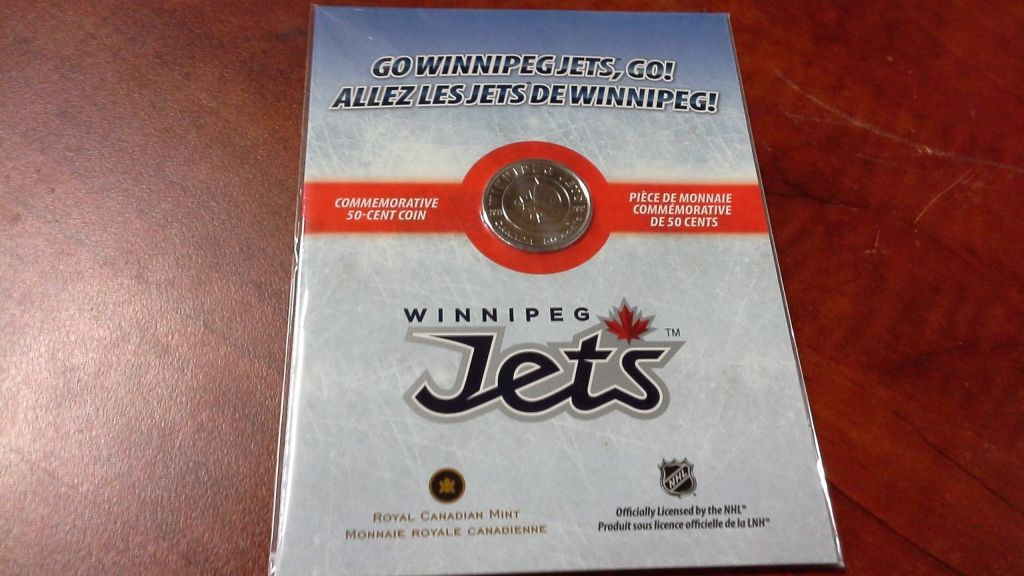 GO WINNIPEG JETS, GO!
ALLEZ LES JETS DE WINNIPEG!
COMMEMORATIVE
50-CENT COIN
WINNIPEG JETS
PIÈCE DE MONNAIE
COMMÉMORATIVE
DE 50 CENTS
WINNIPEG
Jets TM
ROYAL CANADIAN MINT
MONNAIE ROYALE CANADIENNE
NHL
Officially Licensed by the NHL®
Produit sous licence officielle de la LNH®